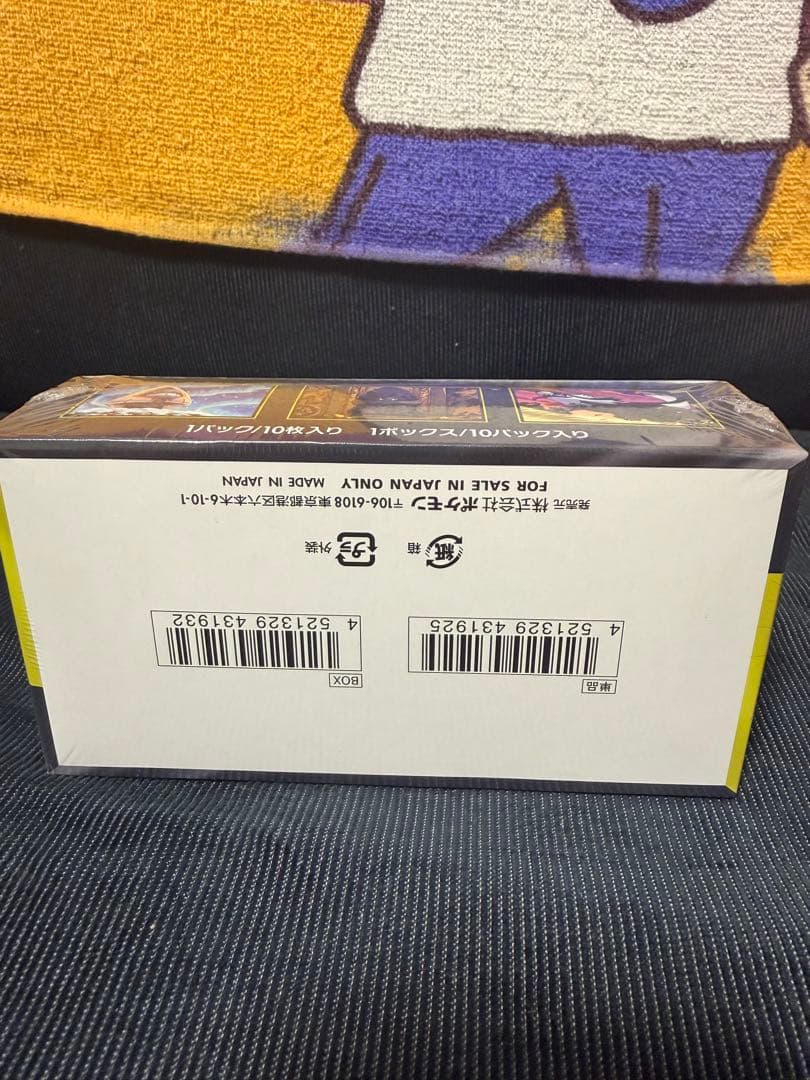 1パック/10枚入り 1ボックス/10パック入り
単品
4 521329 431925
BOX
4 521329 431932
紙 箱 プラ 外装
発売元 株式会社ポケモン 〒106-6108 東京都港区六本木6-10-1
FOR SALE IN JAPAN ONLY MADE IN JAPAN